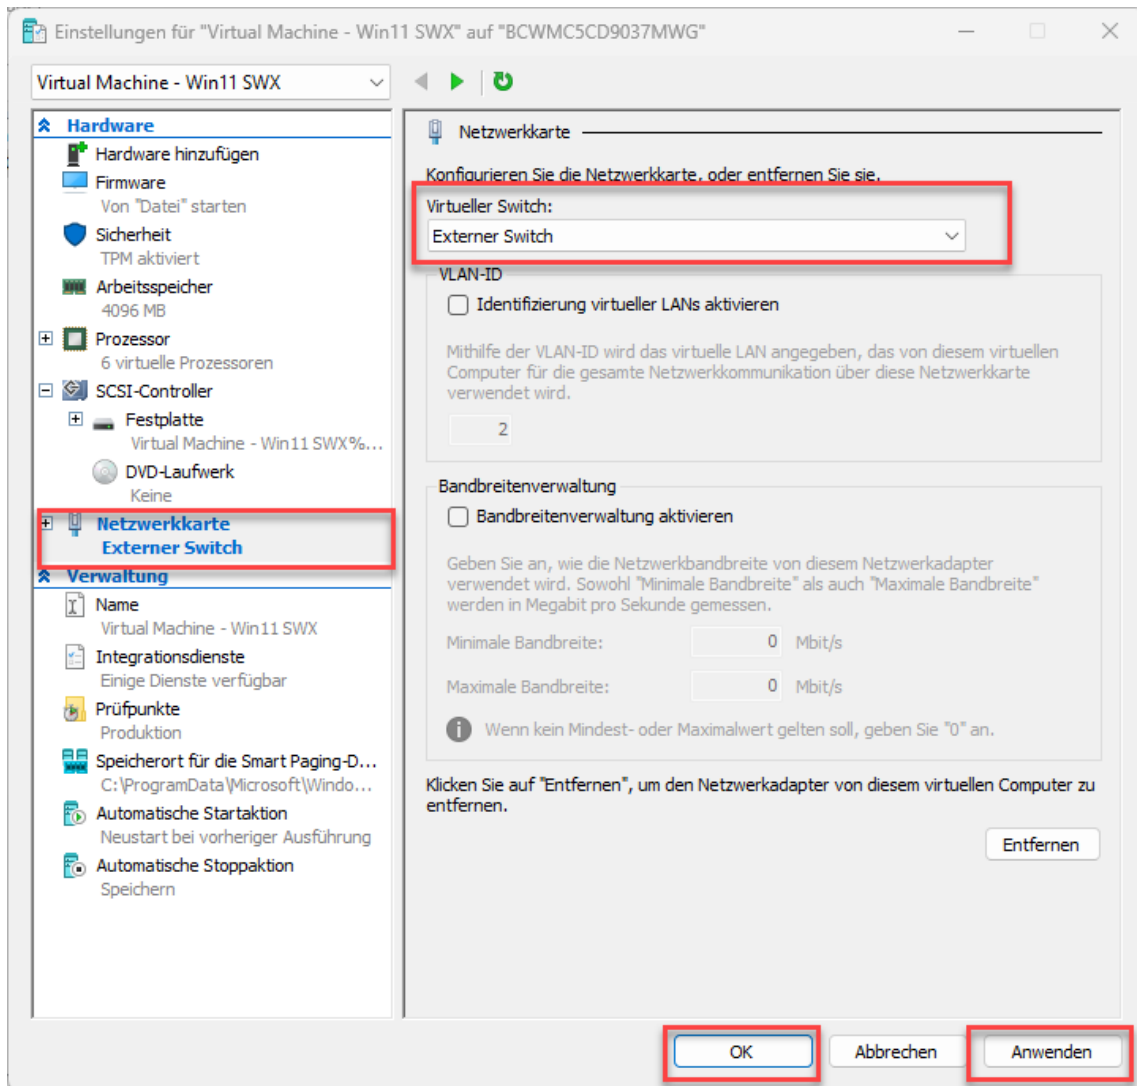 Einstellungen für "Virtual Machine - Win11 SWX" auf "BCWMC5CD9037MWG"
Virtual Machine - Win11 SWX
Hardware
Hardware hinzufügen
Firmware
Von "Datei" starten
Sicherheit
TPM aktiviert
Arbeitsspeicher
4096 MB
Prozessor
6 virtuelle Prozessoren
SCSI-Controller
Festplatte
Virtual Machine - Win11 SWX%...
DVD-Laufwerk
Keine
Netzwerkkarte
Externer Switch
Verwaltung
Name
Virtual Machine - Win11 SWX
Integrationsdienste
Einige Dienste verfügbar
Prüfpunkte
Produktion
Speicherort für die Smart Paging-D...
C:\ProgramData\Microsoft\Windo...
Automatische Startaktion
Neustart bei vorheriger Ausführung
Automatische Stoppaktion
Speichern
Netzwerkkarte
Konfigurieren Sie die Netzwerkkarte, oder entfernen Sie sie.
Virtueller Switch:
Externer Switch
VLAN-ID
Identifizierung virtueller LANs aktivieren
Mithilfe der VLAN-ID wird das virtuelle LAN angegeben, das von diesem virtuellen
Computer für die gesamte Netzwerkkommunikation über diese Netzwerkkarte
verwendet wird.
2
Bandbreitenverwaltung
Bandbreitenverwaltung aktivieren
Geben Sie an, wie die Netzwerkbandbreite von diesem Netzwerkadapter
verwendet wird. Sowohl "Minimale Bandbreite" als auch "Maximale Bandbreite"
werden in Megabit pro Sekunde gemessen.
Minimale Bandbreite: 0 Mbit/s
Maximale Bandbreite: 0 Mbit/s
Wenn kein Mindest- oder Maximalwert gelten soll, geben Sie "0" an.
Klicken Sie auf "Entfernen", um den Netzwerkadapter von diesem virtuellen Computer zu
entfernen.
Entfernen
OK Abbrechen Anwenden